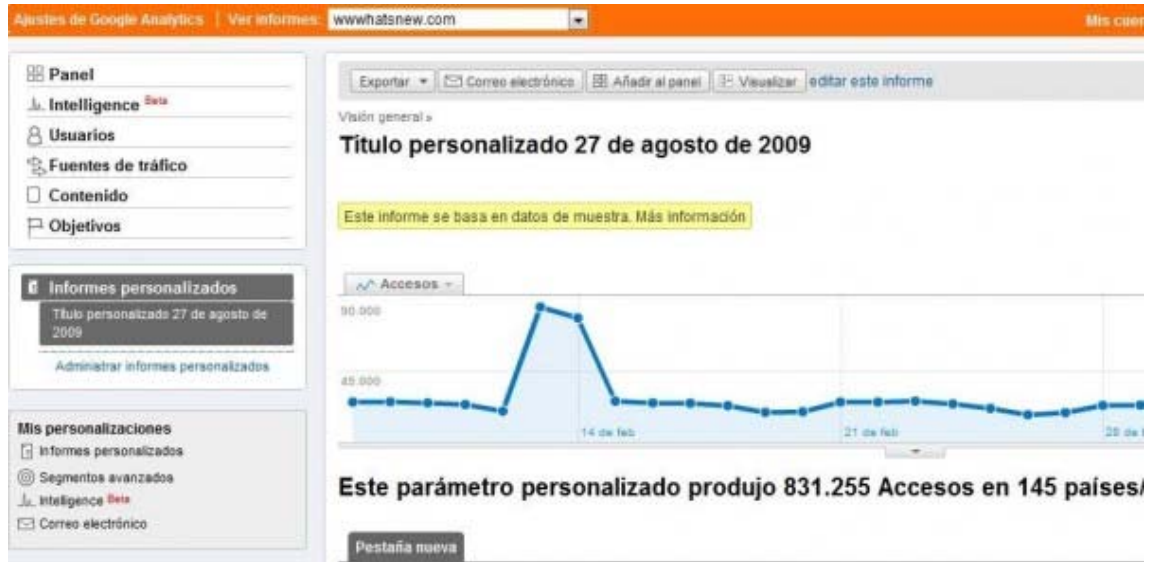 Ajustes de Google Analytics | Ver informes: wwwhatsnew.com Mis cuen
Panel
Intelligence Beta
Usuarios
Fuentes de tráfico
Contenido
Objetivos
Informes personalizados
Título personalizado 27 de agosto de 2009
Administrar informes personalizados
Mis personalizaciones
Informes personalizados
Segmentos avanzados
Intelligence Beta
Correo electrónico
Exportar Correo electrónico Añadir al panel Visualizar editar este informe
Visión general »
Título personalizado 27 de agosto de 2009
Este informe se basa en datos de muestra. Más información
Accesos
90.000
45.000
14 de feb 21 de feb 28 de f
Este parámetro personalizado produjo 831.255 Accesos en 145 países/
Pestaña nueva